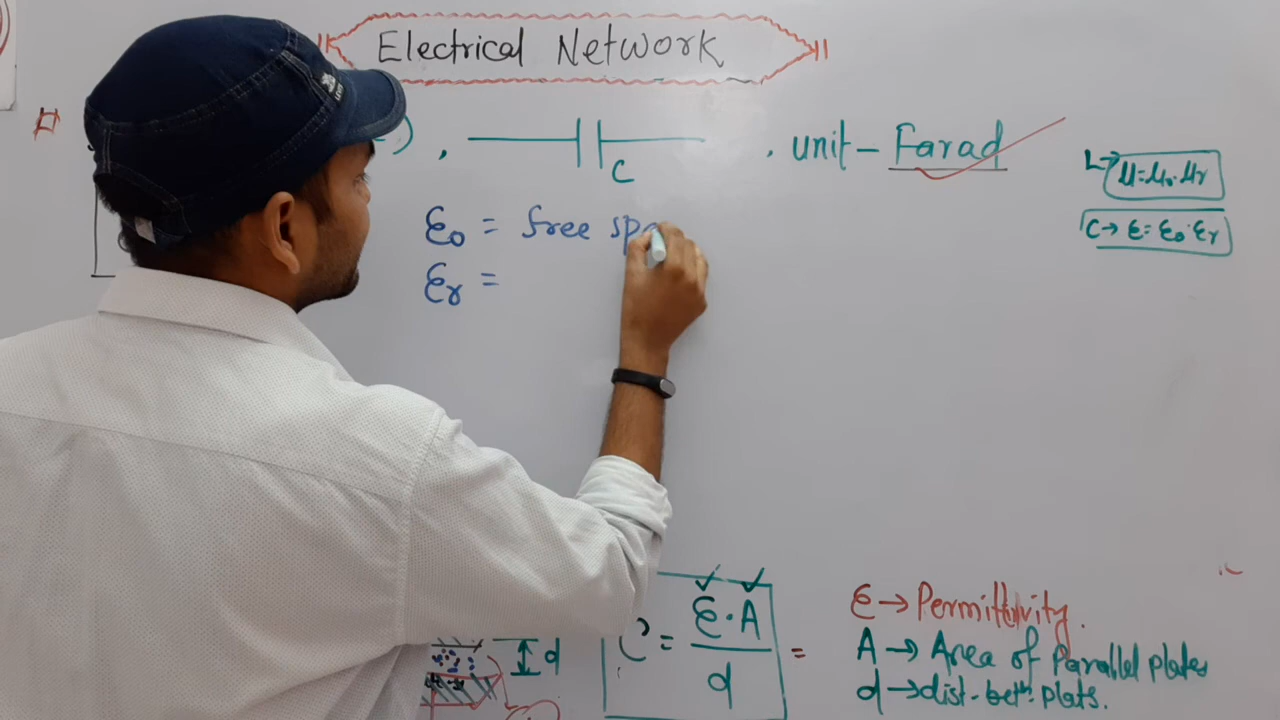 Electrical Network
) , C , unit - Farad
L→ μ = μ₀ · μr
C → ε = ε₀ · εr
ε₀ = free spa
εr =
d
C = ε · A / d =
ε → Permittivity.
A → Area of Parallel plates
d → dist. betn plats.